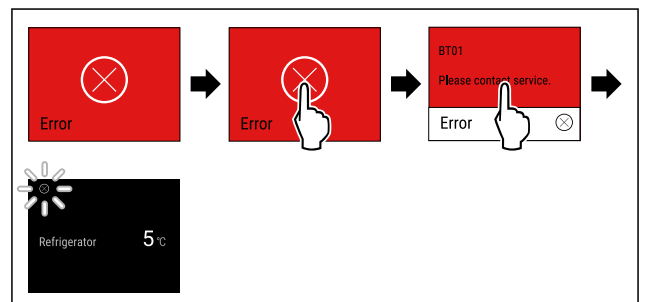 Error
Error
BT01
Please contact service.
Error
Refrigerator 5 °C